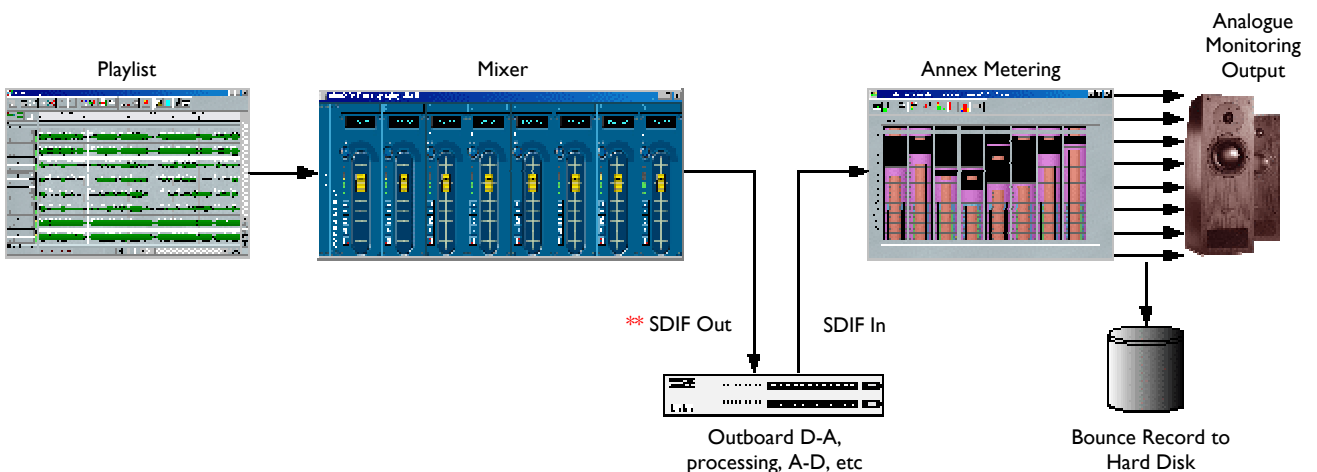 Playlist
Mixer
Annex Metering
Analogue
Monitoring
Output
** SDIF Out
SDIF In
Outboard D-A,
processing, A-D, etc
Bounce Record to
Hard Disk